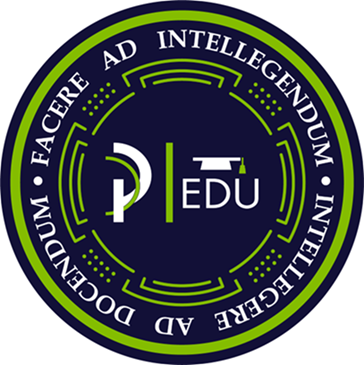 FACERE AD INTELLEGENDUM • INTELLEGERE AD DOCENDUM •
P EDU